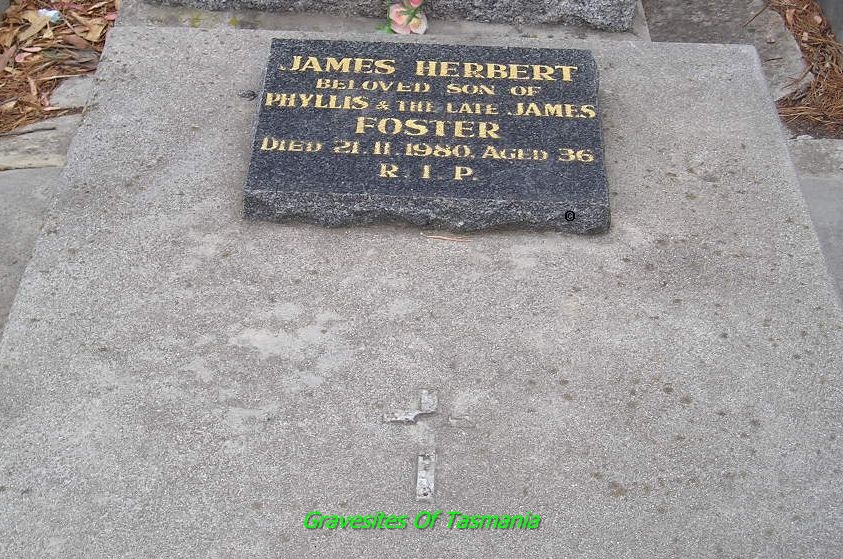 JAMES HERBERT
BELOVED SON OF
PHYLLIS & THE LATE JAMES
FOSTER
DIED 21.11.1980. AGED 36
R. I. P.
Gravesites Of Tasmania